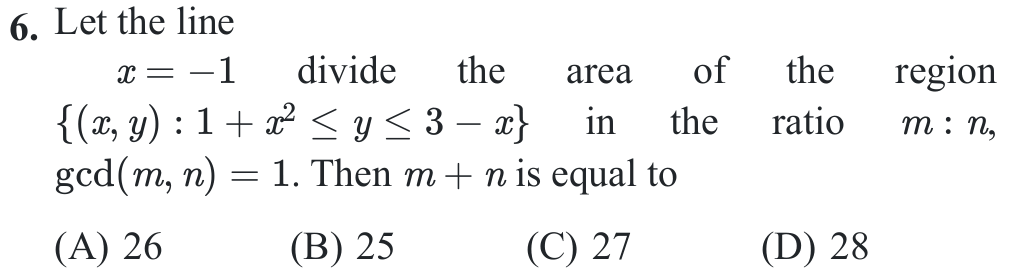 6. Let the line
x = −1 divide the area of the region
{(x, y) : 1 + x² ≤ y ≤ 3 − x} in the ratio m : n,
gcd(m, n) = 1. Then m + n is equal to
(A) 26 (B) 25 (C) 27 (D) 28